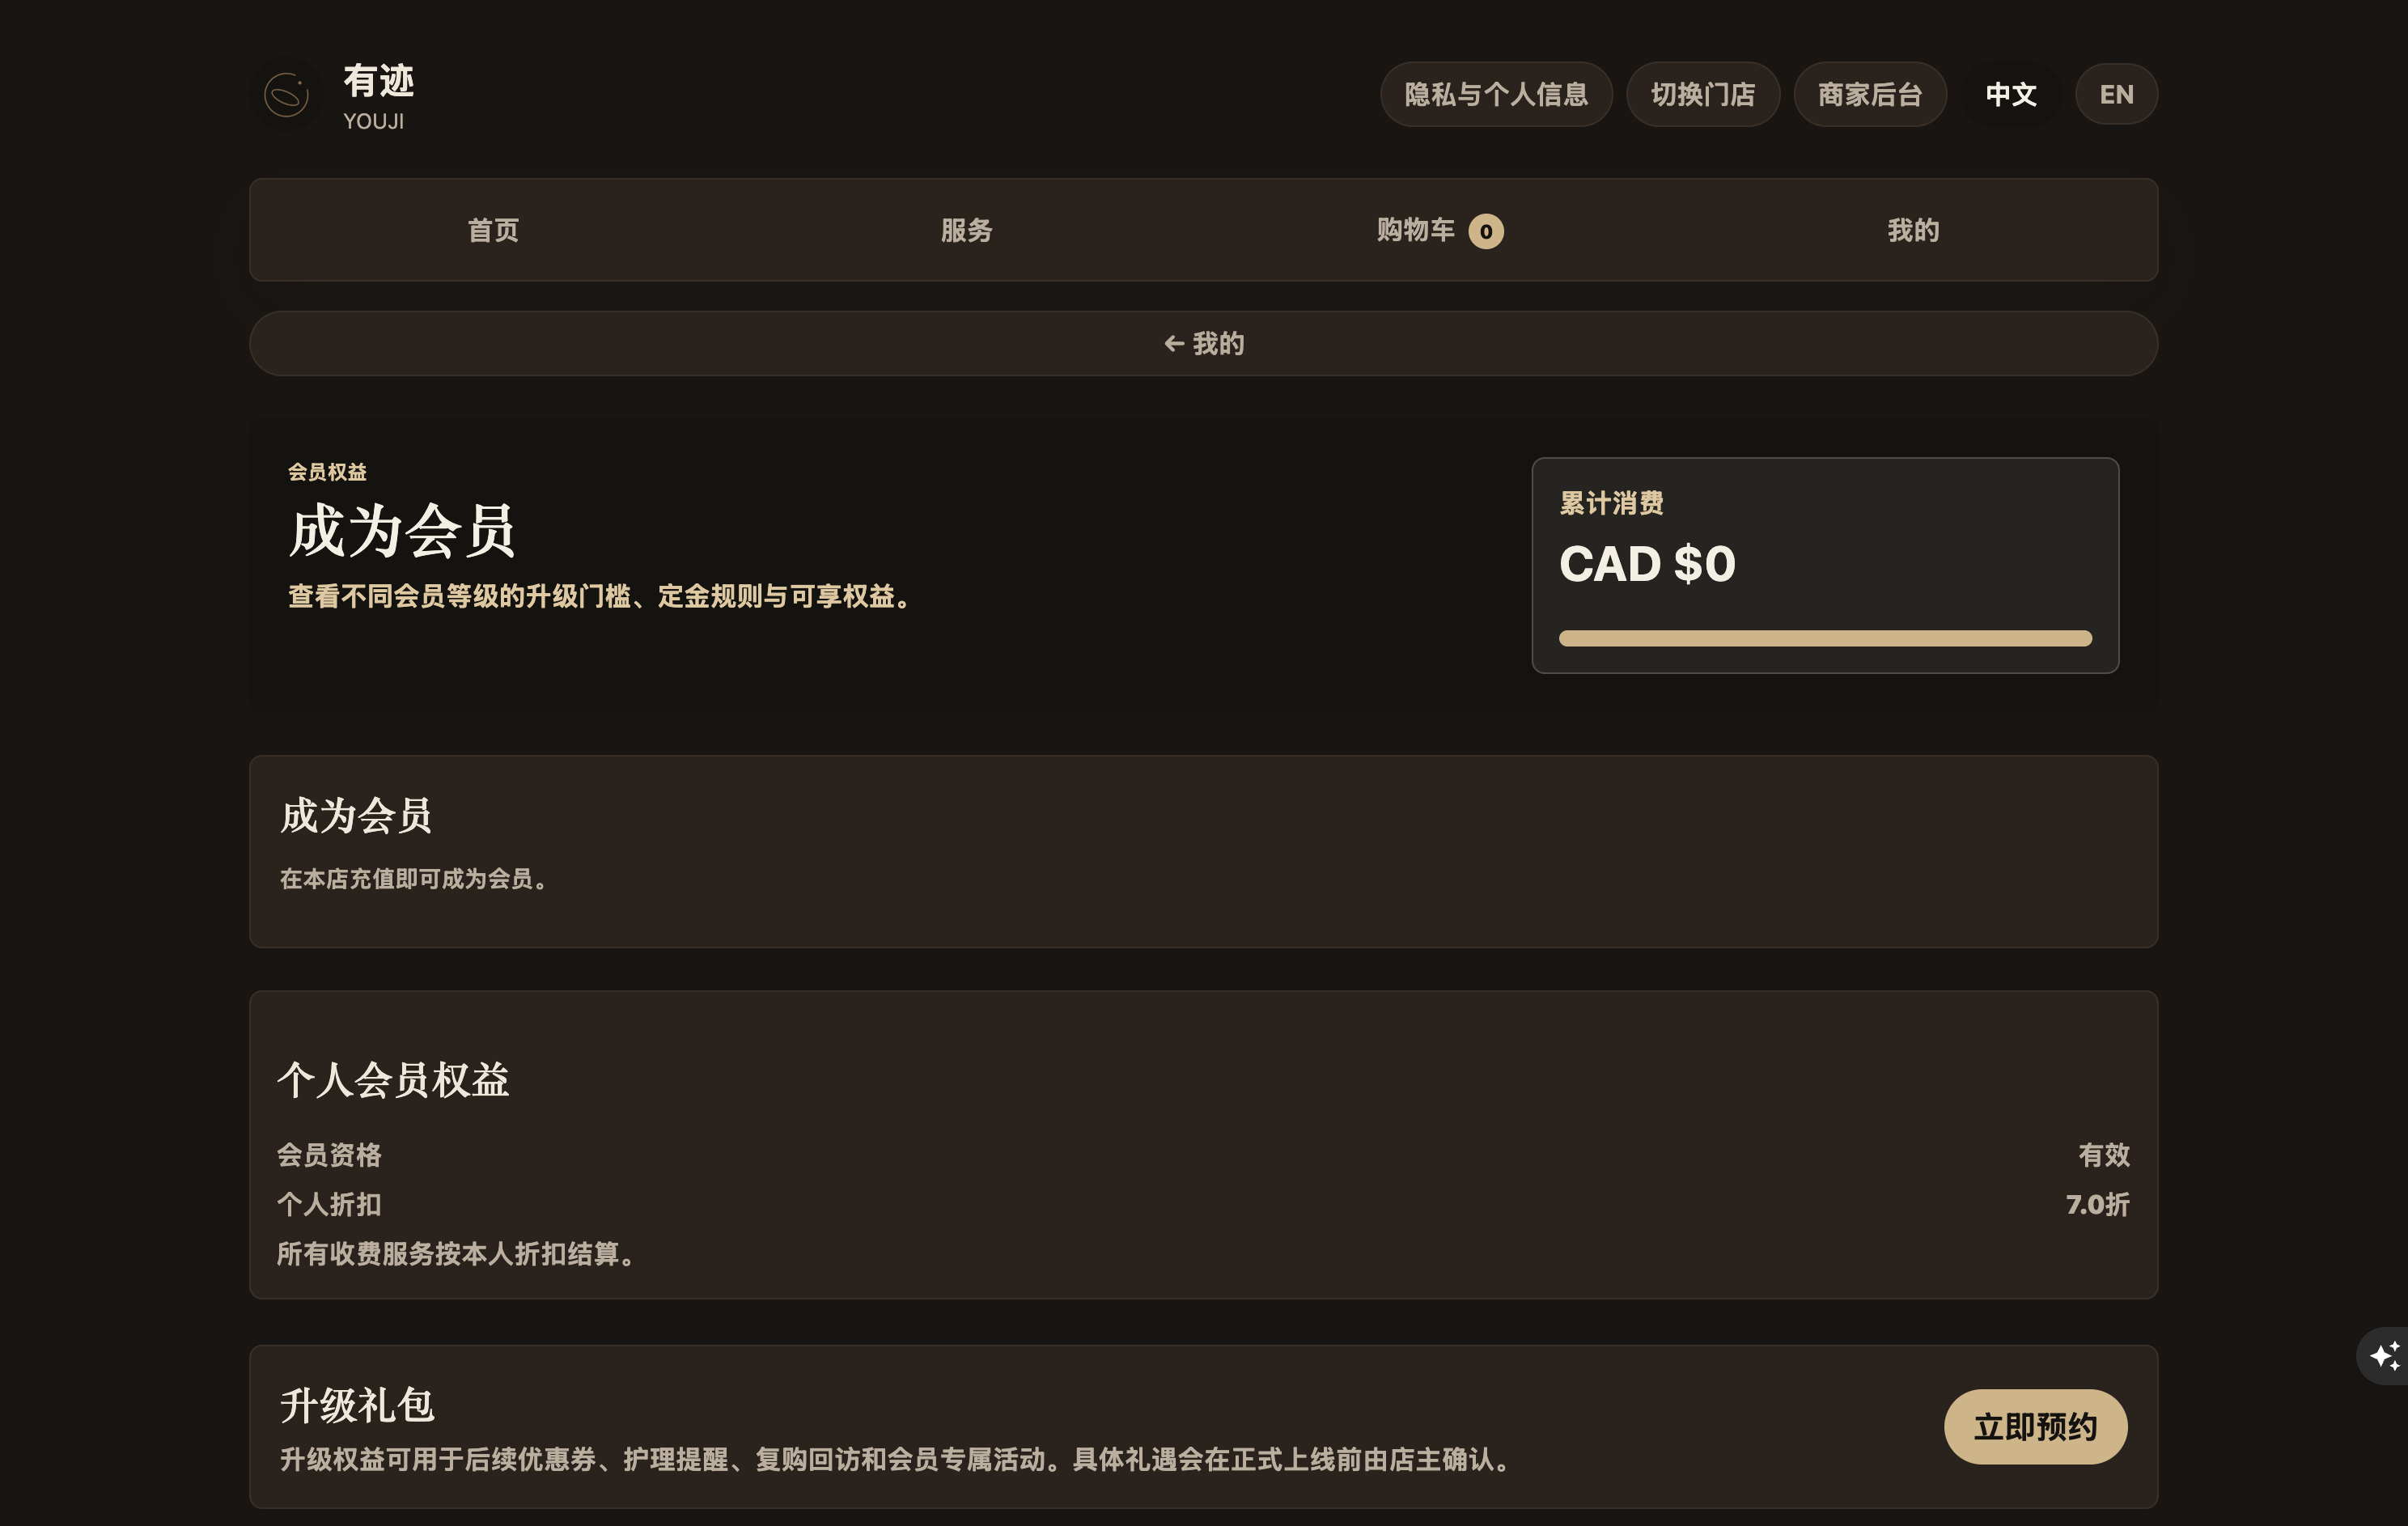 有迹
YOUJI
隐私与个人信息
切换门店
商家后台
中文
EN
首页
服务
购物车 0
我的
← 我的
会员权益
成为会员
查看不同会员等级的升级门槛、定金规则与可享权益。
累计消费
CAD $0
成为会员
在本店充值即可成为会员。
个人会员权益
会员资格 有效
个人折扣 7.0折
所有收费服务按本人折扣结算。
升级礼包
升级权益可用于后续优惠券、护理提醒、复购回访和会员专属活动。具体礼遇会在正式上线前由店主确认。
立即预约